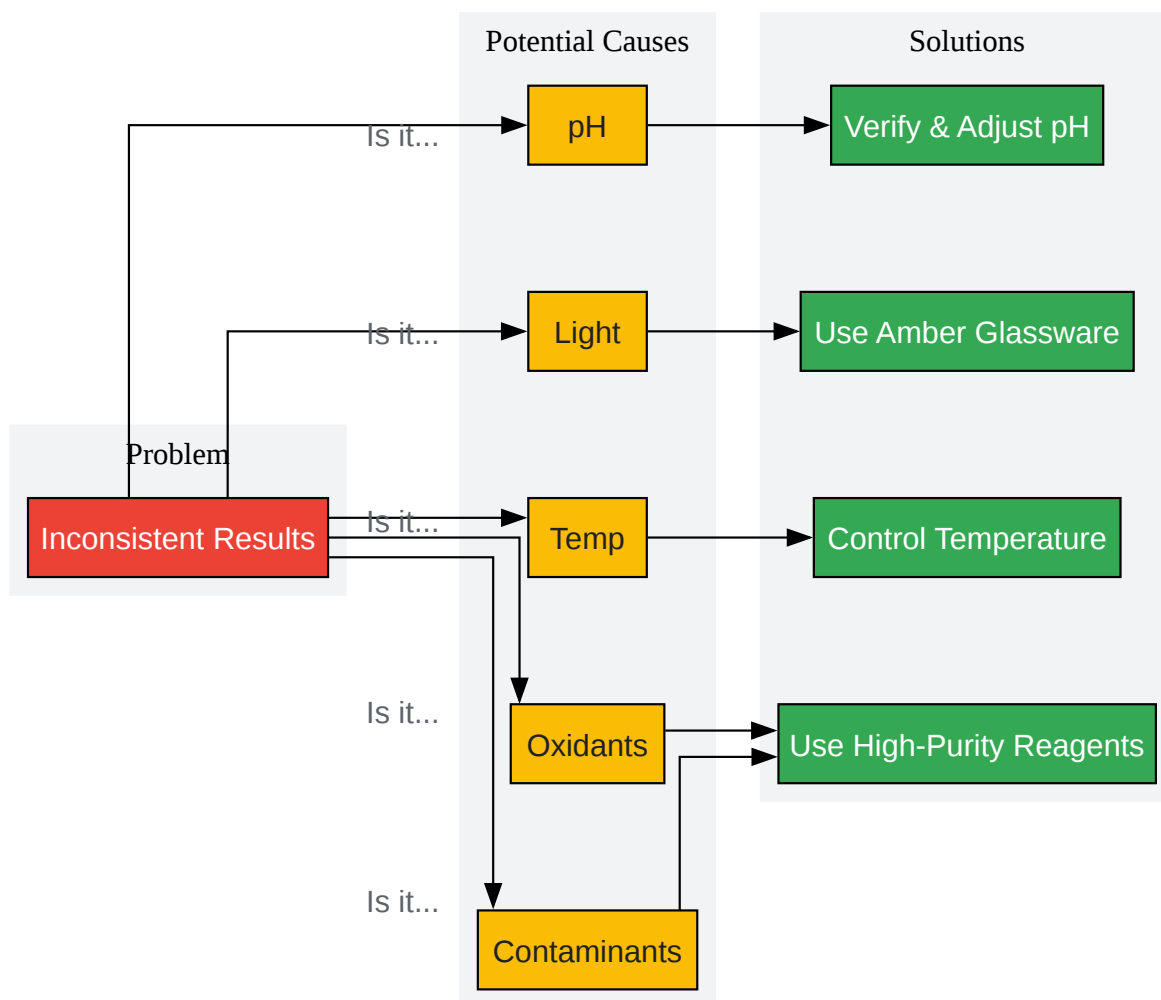 Potential Causes
Solutions
Is it...
pH
Verify & Adjust pH
Is it...
Light
Use Amber Glassware
Problem
Inconsistent Results
Is it...
Temp
Control Temperature
Is it...
Oxidants
Use High-Purity Reagents
Is it...
Contaminants